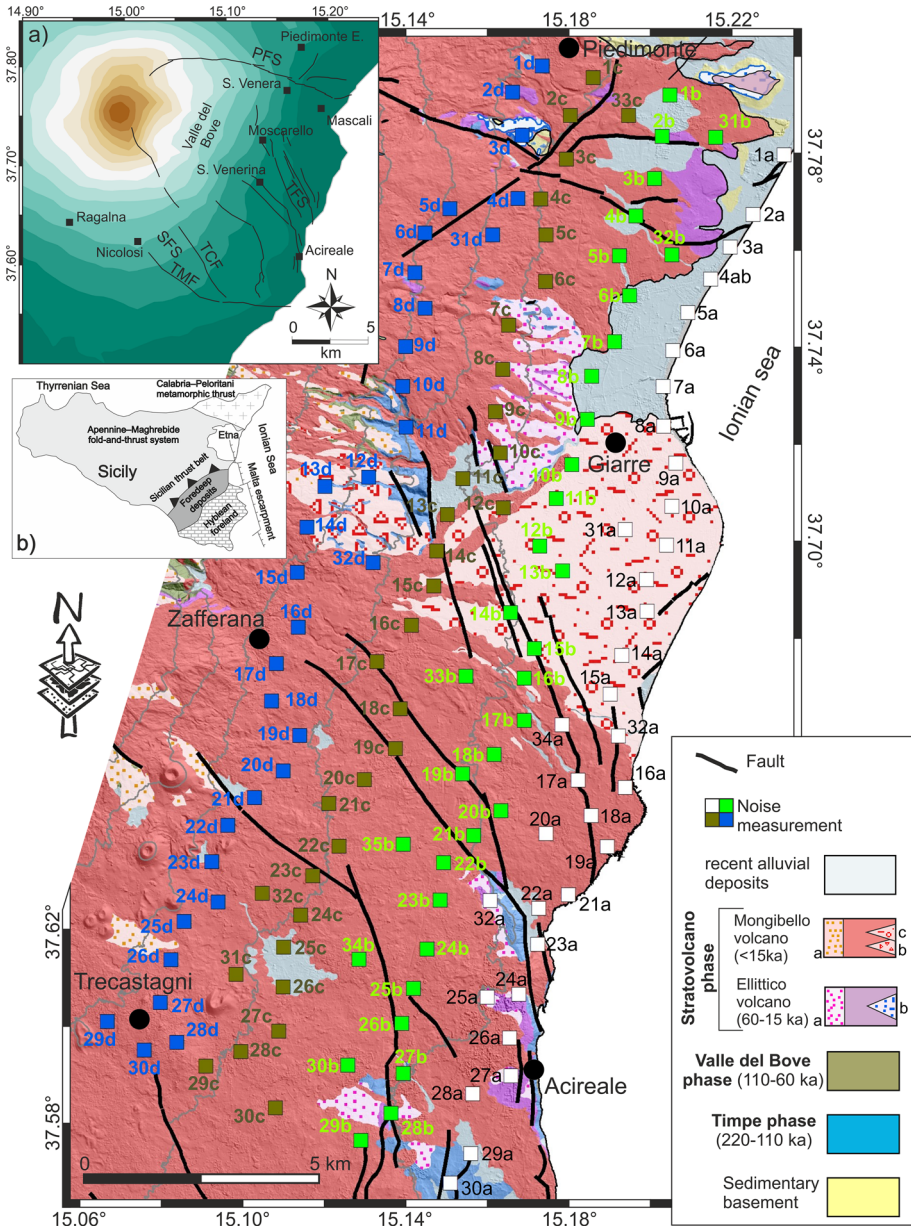 14.90°
15.00°
15.10°
15.20°
15.14°
15.18°
15.22°
a)
37.80°
37.70°
37.60°
PFS
Piedimonte E.
S. Venera
Mascali
Valle del
Bove
Moscarello
S. Venerina
TFS
Ragalna
Nicolosi
SFS
TCF
TMF
Acireale
N
0
5
km
Thyrrenian Sea
Calabria–Peloritani
metamorphic thrust
Apennine–Maghrebide
fold-and-thrust system
Etna
Ionian Sea
Sicily
Sicilian thrust belt
Foredeep
deposits
Hyblean
foreland
Malta escarpment
b)
N
Piedimonte
Giarre
Zafferana
Trecastagni
Acireale
Ionian sea
37.78°
37.74°
37.70°
37.62°
37.58°
1d
2d
3d
4d
5d
6d
31d
7d
8d
9d
10d
11d
12d
13d
14d
32d
15d
16d
17d
18d
19d
20d
21d
22d
23d
24d
25d
26d
27d
28d
29d
30d
1c
2c
33c
3c
4c
5c
6c
7c
8c
9c
10c
11c
12c
13c
14c
15c
16c
17c
18c
19c
20c
21c
22c
23c
32c
24c
25c
31c
26c
27c
28c
29c
30c
1b
2b
31b
3b
4b
32b
5b
6b
7b
8b
9b
10b
11b
12b
13b
14b
15b
16b
33b
17b
18b
19b
20b
21b
35b
22b
23b
24b
34b
25b
26b
27b
30b
28b
29b
1a
2a
3a
4ab
5a
6a
7a
8a
9a
10a
31a
11a
12a
13a
14a
15a
32a
34a
16a
17a
18a
20a
19a
21a
22a
32a
23a
24a
25a
26a
27a
28a
29a
30a
Fault
Noise
measurement
recent alluvial
deposits
Stratovolcano
phase
Mongibello
volcano
(<15ka)
a
c
b
Ellittico
volcano
(60-15 ka)
a
b
Valle del Bove
phase (110-60 ka)
Timpe phase
(220-110 ka)
Sedimentary
basement
0
5 km
15.06°
15.10°
15.14°
15.18°